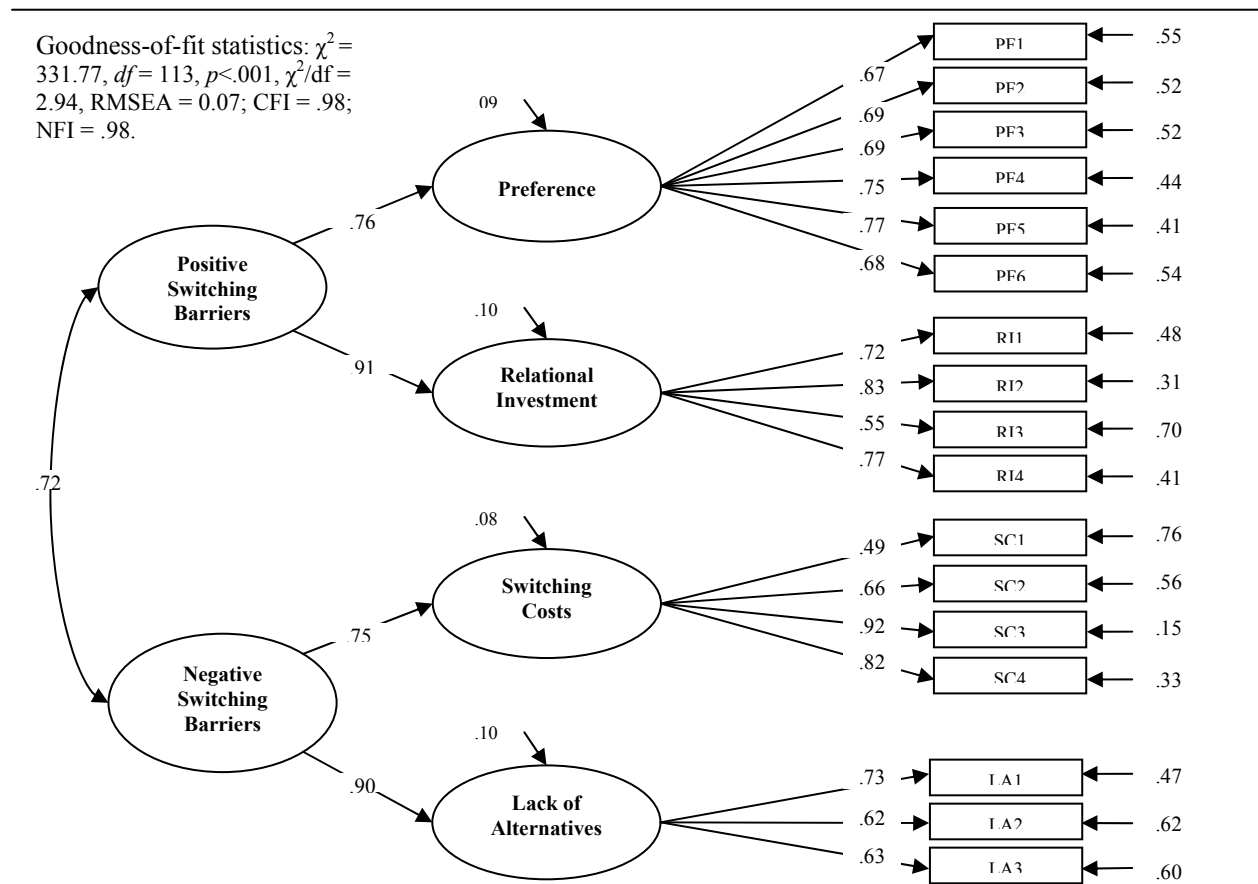 Goodness-of-fit statistics: χ² =
331.77, df = 113, p<.001, χ²/df =
2.94, RMSEA = 0.07; CFI = .98;
NFI = .98.
.09
Preference
.76
.67
.69
.69
.75
.77
.68
PF1
.55
PF2
.52
PF3
.52
PF4
.44
PF5
.41
PF6
.54
Positive
Switching
Barriers
.91
.10
Relational
Investment
.72
.83
.55
.77
RI1
.48
RI2
.31
RI3
.70
RI4
.41
.72
.08
Switching
Costs
.75
.49
.66
.92
.82
SC1
.76
SC2
.56
SC3
.15
SC4
.33
Negative
Switching
Barriers
.90
.10
Lack of
Alternatives
.73
.62
.63
LA1
.47
LA2
.62
LA3
.60